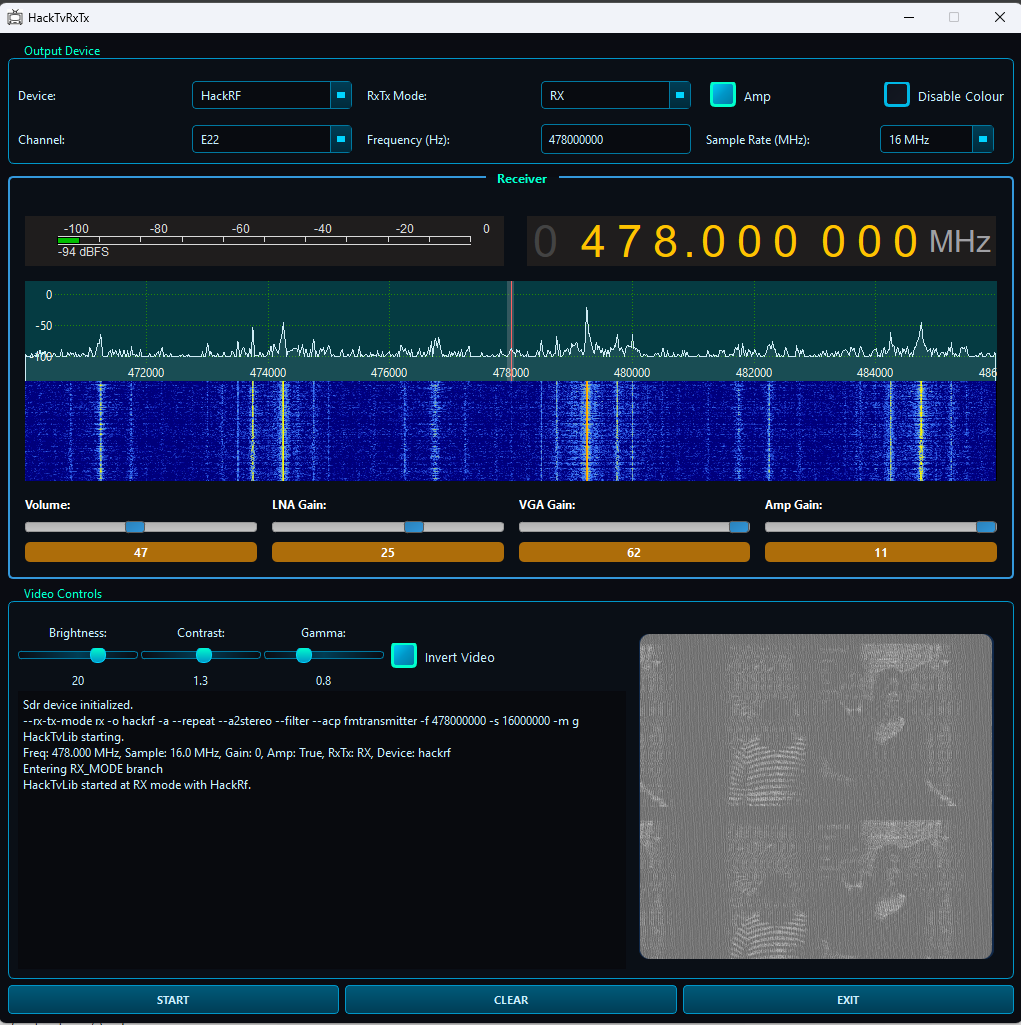 HackTvRxTx
Output Device
Device: HackRF RxTx Mode: RX Amp Disable Colour
Channel: E22 Frequency (Hz): 478000000 Sample Rate (MHz): 16 MHz
Receiver
-100 -80 -60 -40 -20 0
-94 dBFS
0 478.000 000 MHz
0
-50
-100
472000 474000 476000 478000 480000 482000 484000 486
Volume: LNA Gain: VGA Gain: Amp Gain:
47 25 62 11
Video Controls
Brightness: Contrast: Gamma:
Invert Video
20 1.3 0.8
Sdr device initialized.
--rx-tx-mode rx -o hackrf -a --repeat --a2stereo --filter --acp fmtransmitter -f 478000000 -s 16000000 -m g
HackTvLib starting.
Freq: 478.000 MHz, Sample: 16.0 MHz, Gain: 0, Amp: True, RxTx: RX, Device: hackrf
Entering RX_MODE branch
HackTvLib started at RX mode with HackRf.
START CLEAR EXIT